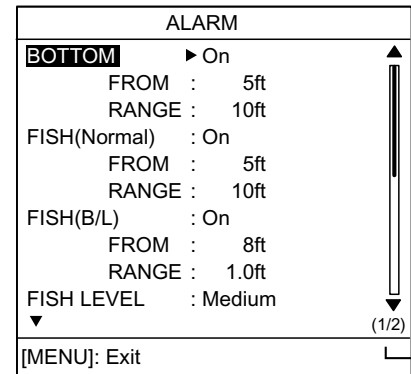 ALARM
BOTTOM ▶ On
FROM : 5ft
RANGE : 10ft
FISH(Normal) : On
FROM : 5ft
RANGE : 10ft
FISH(B/L) : On
FROM : 8ft
RANGE : 1.0ft
FISH LEVEL : Medium
▼
(1/2)
[MENU]: Exit